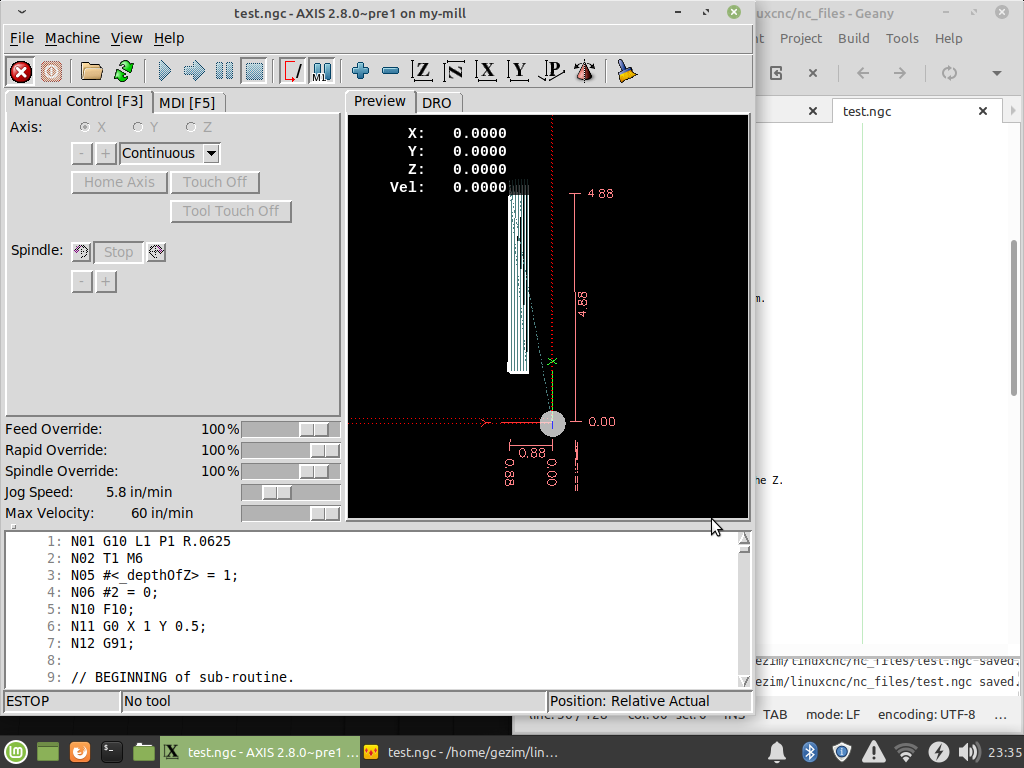 test.ngc - AXIS 2.8.0~pre1 on my-mill
uxcnc/nc_files - Geany
File Machine View Help
Project Build Tools Help
Z N X Y P
M1
Manual Control [F3] MDI [F5]
Preview DRO
test.ngc
Axis: X Y Z
- + Continuous
Home Axis Touch Off
Tool Touch Off
Spindle: Stop
- +
X: 0.0000
Y: 0.0000
Z: 0.0000
Vel: 0.0000
4.88
4.88
X
0.00
0.88
0.88
0.00
m.
he Z.
Feed Override: 100%
Rapid Override: 100%
Spindle Override: 100%
Jog Speed: 5.8 in/min
Max Velocity: 60 in/min
1: N01 G10 L1 P1 R.0625
2: N02 T1 M6
3: N05 #<_depthOfZ> = 1;
4: N06 #2 = 0;
5: N10 F10;
6: N11 G0 X 1 Y 0.5;
7: N12 G91;
8:
9: // BEGINNING of sub-routine.
ezim/linuxcnc/nc_files/test.ngc saved.
ezim/linuxcnc/nc_files/test.ngc saved.
ESTOP No tool Position: Relative Actual
TAB mode: LF encoding: UTF-8 ...
test.ngc - AXIS 2.8.0~pre1 ...
test.ngc - /home/gezim/lin...
23:35